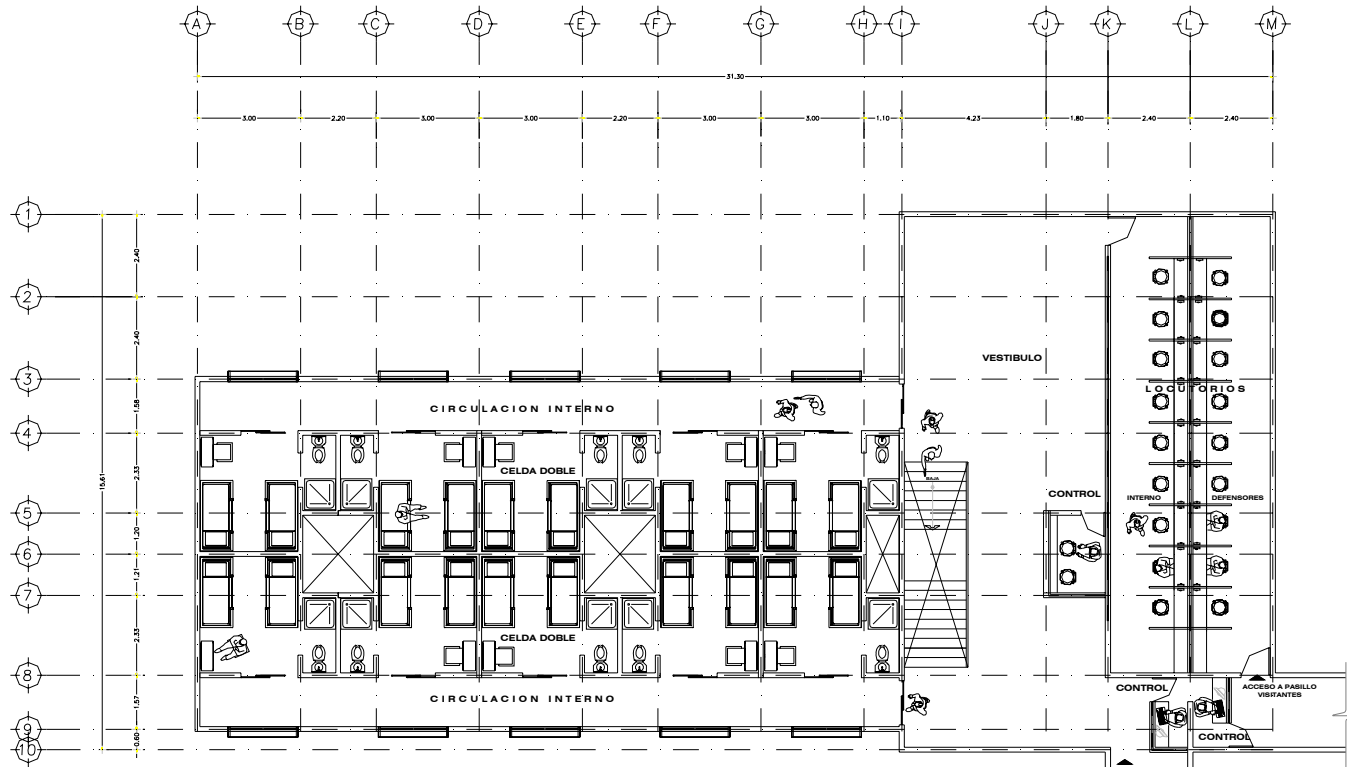 A B C D E F G H I J K L M
31.30
3.00 2.20 3.00 3.00 2.20 3.00 3.00 1.10 4.23 1.80 2.40 2.40
1
2.40
2
2.40
VESTIBULO
3
1.58
LOCUTORIOS
CIRCULACION INTERNO
4
2.33
CELDA DOBLE
BAJA
15.61
CONTROL
INTERNO
DEFENSORES
5
1.20
6
1.21
7
2.33
CELDA DOBLE
8
CONTROL
ACCESO A PASILLO
VISITANTES
1.57
CIRCULACION INTERNO
9
0.60
CONTROL
10